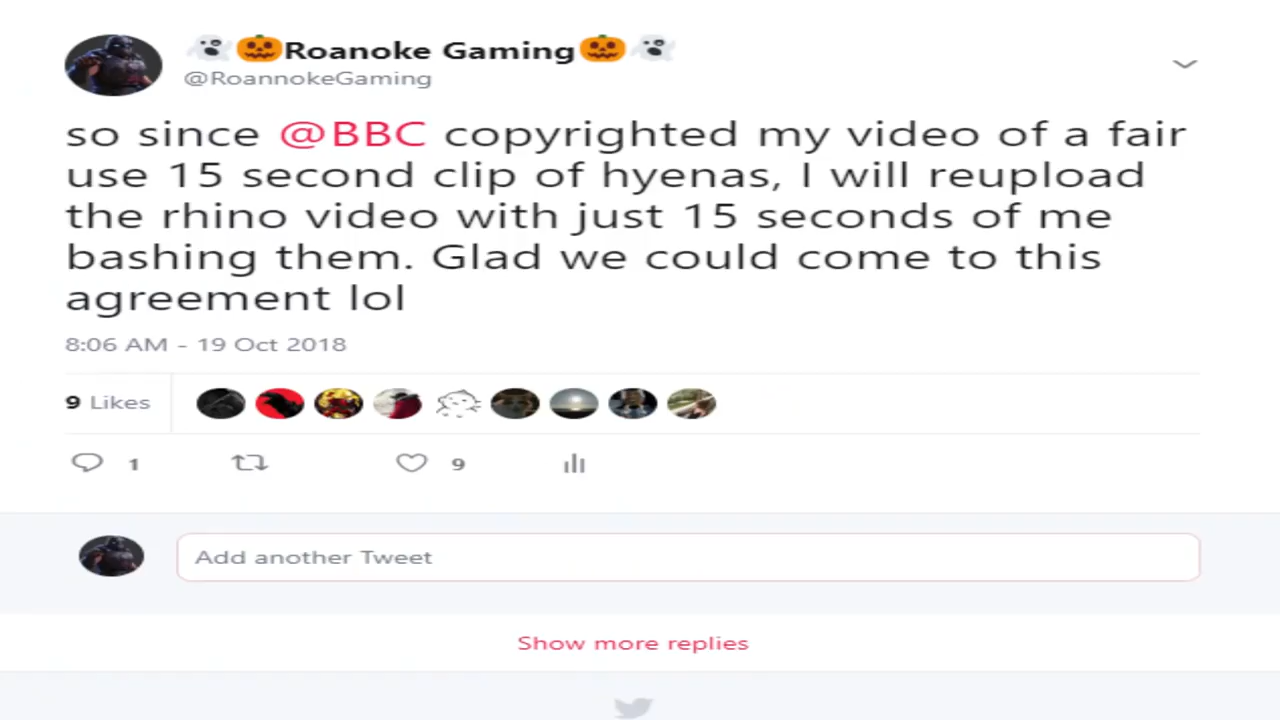 👻🎃Roanoke Gaming🎃👻
@RoannokeGaming
so since @BBC copyrighted my video of a fair
use 15 second clip of hyenas, I will reupload
the rhino video with just 15 seconds of me
bashing them. Glad we could come to this
agreement lol
8:06 AM - 19 Oct 2018
9 Likes
1 9
Add another Tweet
Show more replies